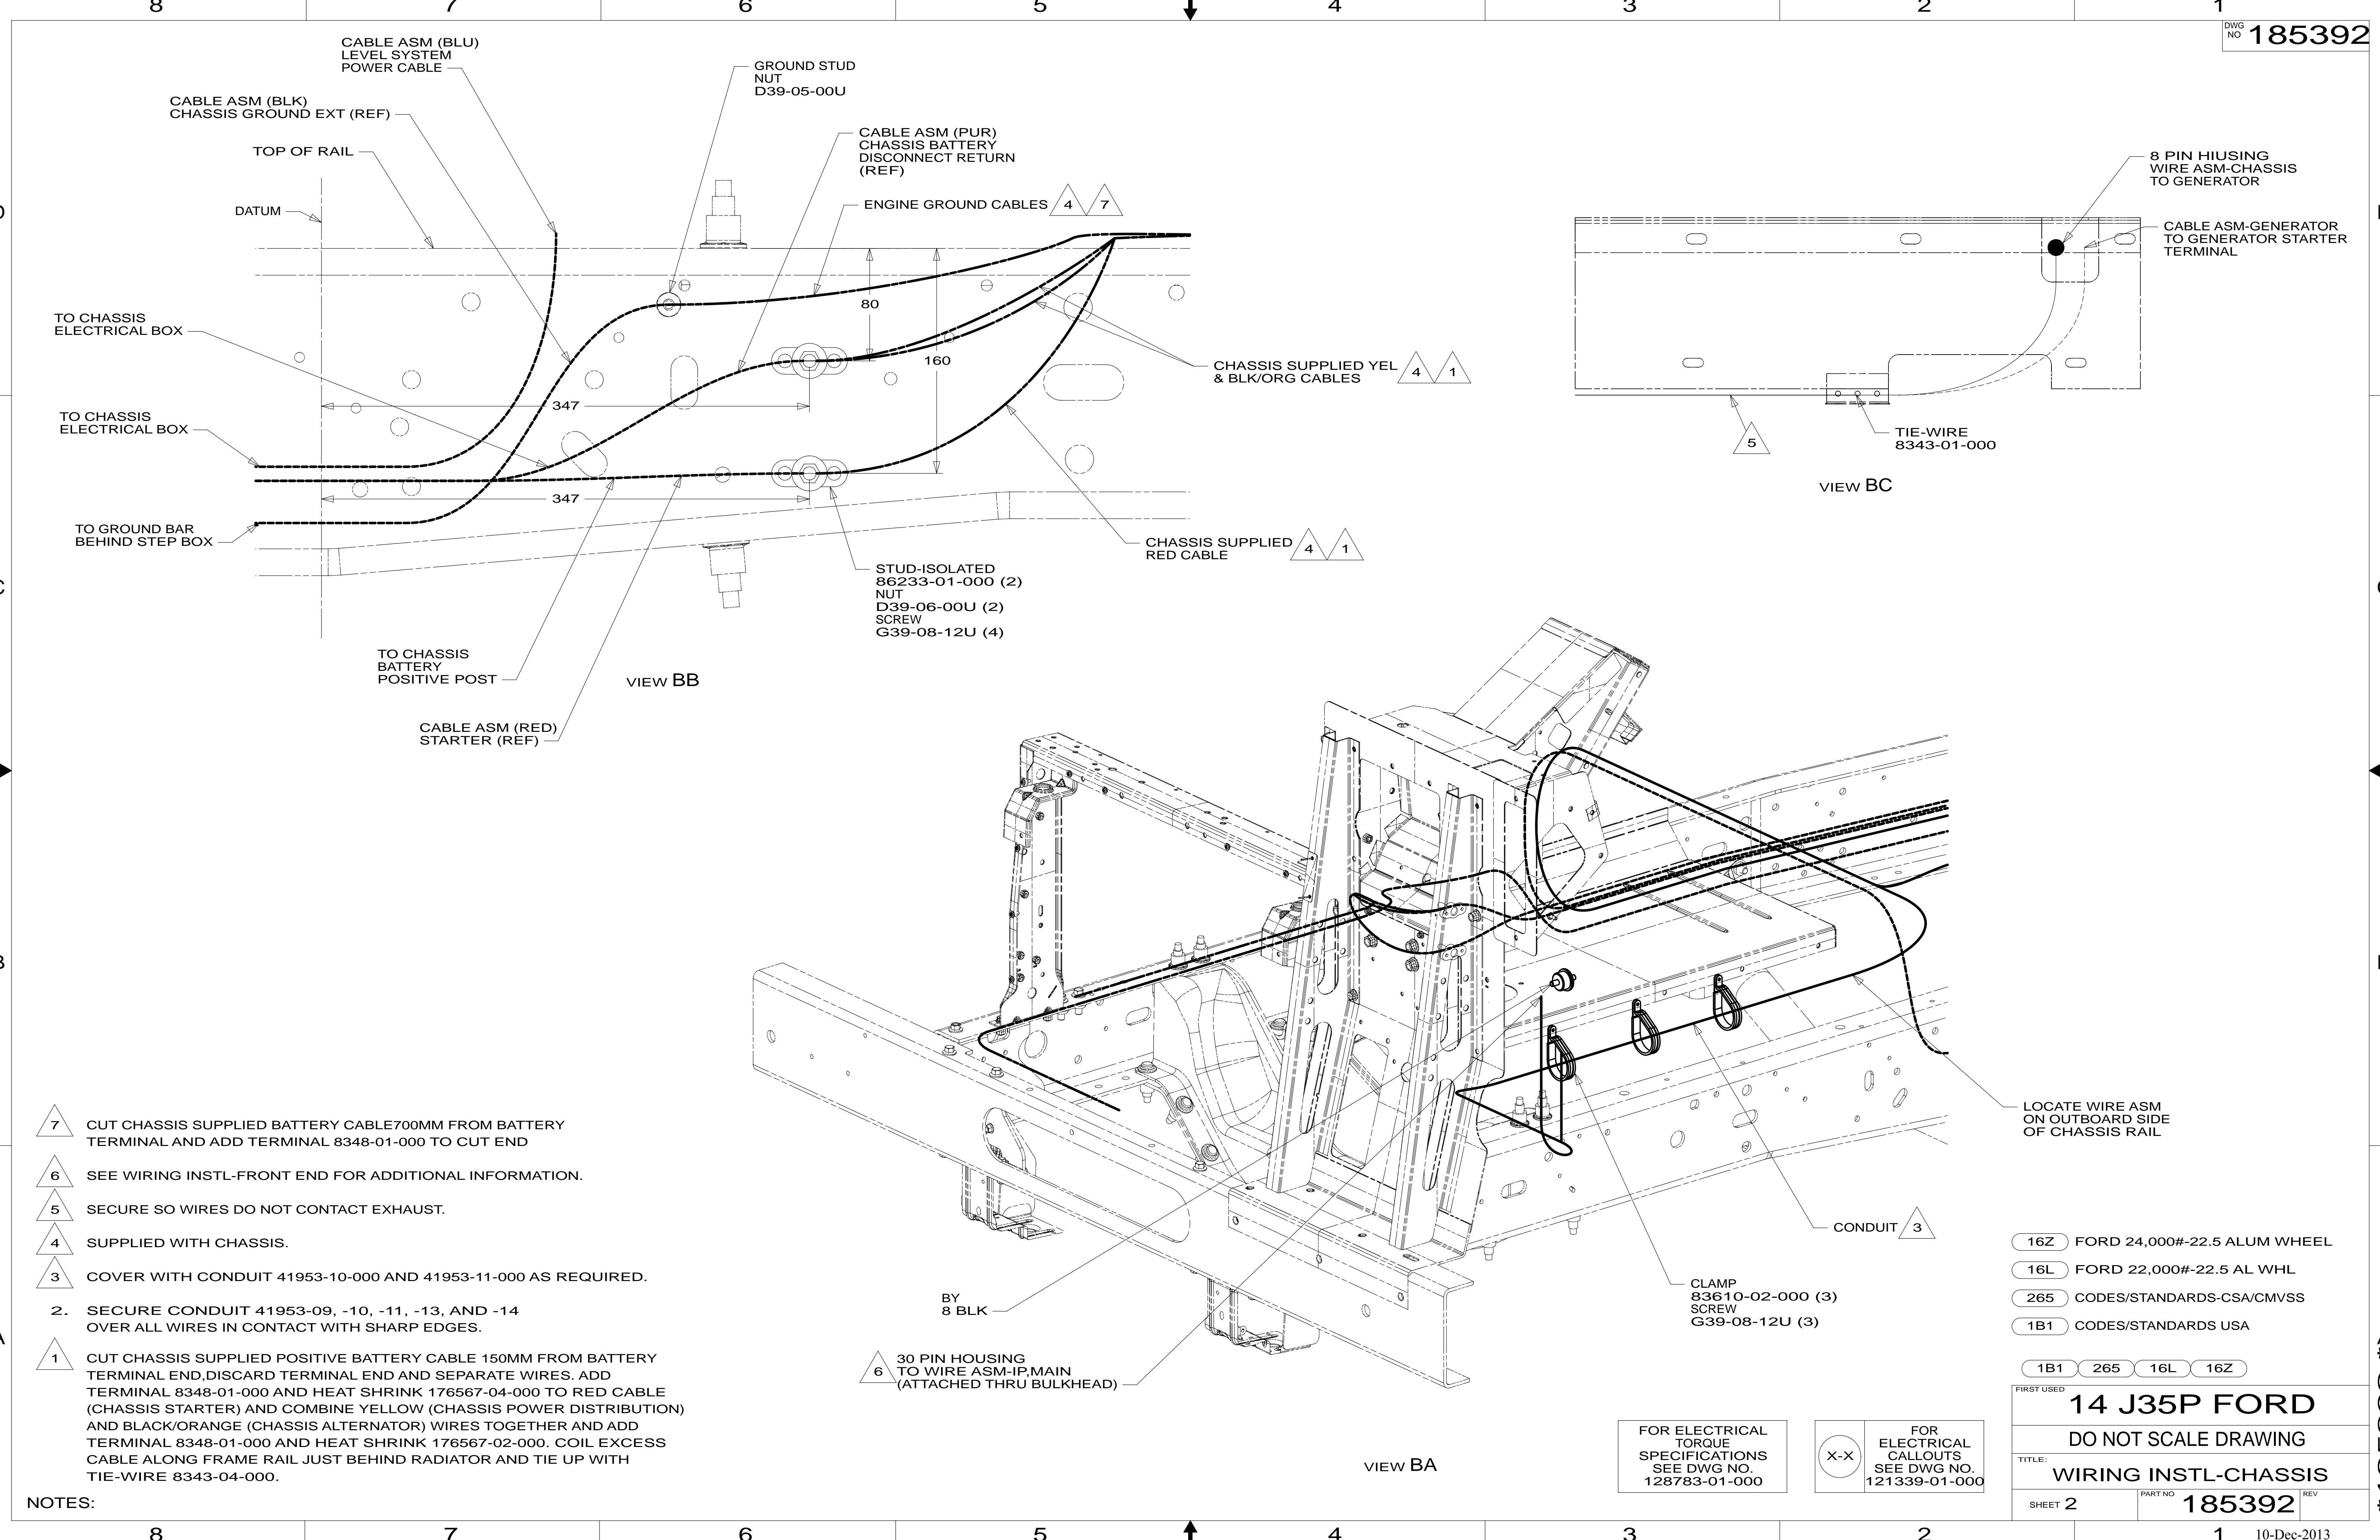 8 7 6 5 4 3 2 1
DWG
NO 185392
CABLE ASM (BLU)
LEVEL SYSTEM
POWER CABLE
CABLE ASM (BLK)
CHASSIS GROUND EXT (REF)
TOP OF RAIL
DATUM
GROUND STUD
NUT
D39-05-00U
CABLE ASM (PUR)
CHASSIS BATTERY
DISCONNECT RETURN
(REF)
ENGINE GROUND CABLES 4 7
80
160
347
347
TO CHASSIS
ELECTRICAL BOX
TO CHASSIS
ELECTRICAL BOX
TO GROUND BAR
BEHIND STEP BOX
CHASSIS SUPPLIED YEL
& BLK/ORG CABLES 4 1
CHASSIS SUPPLIED
RED CABLE 4 1
STUD-ISOLATED
86233-01-000 (2)
NUT
D39-06-00U (2)
SCREW
G39-08-12U (4)
TO CHASSIS
BATTERY
POSITIVE POST
CABLE ASM (RED)
STARTER (REF)
VIEW BB
8 PIN HIUSING
WIRE ASM-CHASSIS
TO GENERATOR
CABLE ASM-GENERATOR
TO GENERATOR STARTER
TERMINAL
5
TIE-WIRE
8343-01-000
VIEW BC
LOCATE WIRE ASM
ON OUTBOARD SIDE
OF CHASSIS RAIL
CONDUIT 3
CLAMP
83610-02-000 (3)
SCREW
G39-08-12U (3)
BY
8 BLK
6 30 PIN HOUSING
TO WIRE ASM-IP,MAIN
(ATTACHED THRU BULKHEAD)
VIEW BA
7 CUT CHASSIS SUPPLIED BATTERY CABLE700MM FROM BATTERY
TERMINAL AND ADD TERMINAL 8348-01-000 TO CUT END
6 SEE WIRING INSTL-FRONT END FOR ADDITIONAL INFORMATION.
5 SECURE SO WIRES DO NOT CONTACT EXHAUST.
4 SUPPLIED WITH CHASSIS.
3 COVER WITH CONDUIT 41953-10-000 AND 41953-11-000 AS REQUIRED.
2. SECURE CONDUIT 41953-09, -10, -11, -13, AND -14
OVER ALL WIRES IN CONTACT WITH SHARP EDGES.
1 CUT CHASSIS SUPPLIED POSITIVE BATTERY CABLE 150MM FROM BATTERY
TERMINAL END,DISCARD TERMINAL END AND SEPARATE WIRES. ADD
TERMINAL 8348-01-000 AND HEAT SHRINK 176567-04-000 TO RED CABLE
(CHASSIS STARTER) AND COMBINE YELLOW (CHASSIS POWER DISTRIBUTION)
AND BLACK/ORANGE (CHASSIS ALTERNATOR) WIRES TOGETHER AND ADD
TERMINAL 8348-01-000 AND HEAT SHRINK 176567-02-000. COIL EXCESS
CABLE ALONG FRAME RAIL JUST BEHIND RADIATOR AND TIE UP WITH
TIE-WIRE 8343-04-000.
NOTES:
16Z FORD 24,000#-22.5 ALUM WHEEL
16L FORD 22,000#-22.5 AL WHL
265 CODES/STANDARDS-CSA/CMVSS
1B1 CODES/STANDARDS USA
1B1 265 16L 16Z
FOR ELECTRICAL
TORQUE
SPECIFICATIONS
SEE DWG NO.
128783-01-000
X-X
FOR
ELECTRICAL
CALLOUTS
SEE DWG NO.
121339-01-000
FIRST USED
14 J35P FORD
DO NOT SCALE DRAWING
TITLE:
WIRING INSTL-CHASSIS
SHEET 2
PART NO 185392 REV
8 7 6 5 4 3 2 1
10-Dec-2013